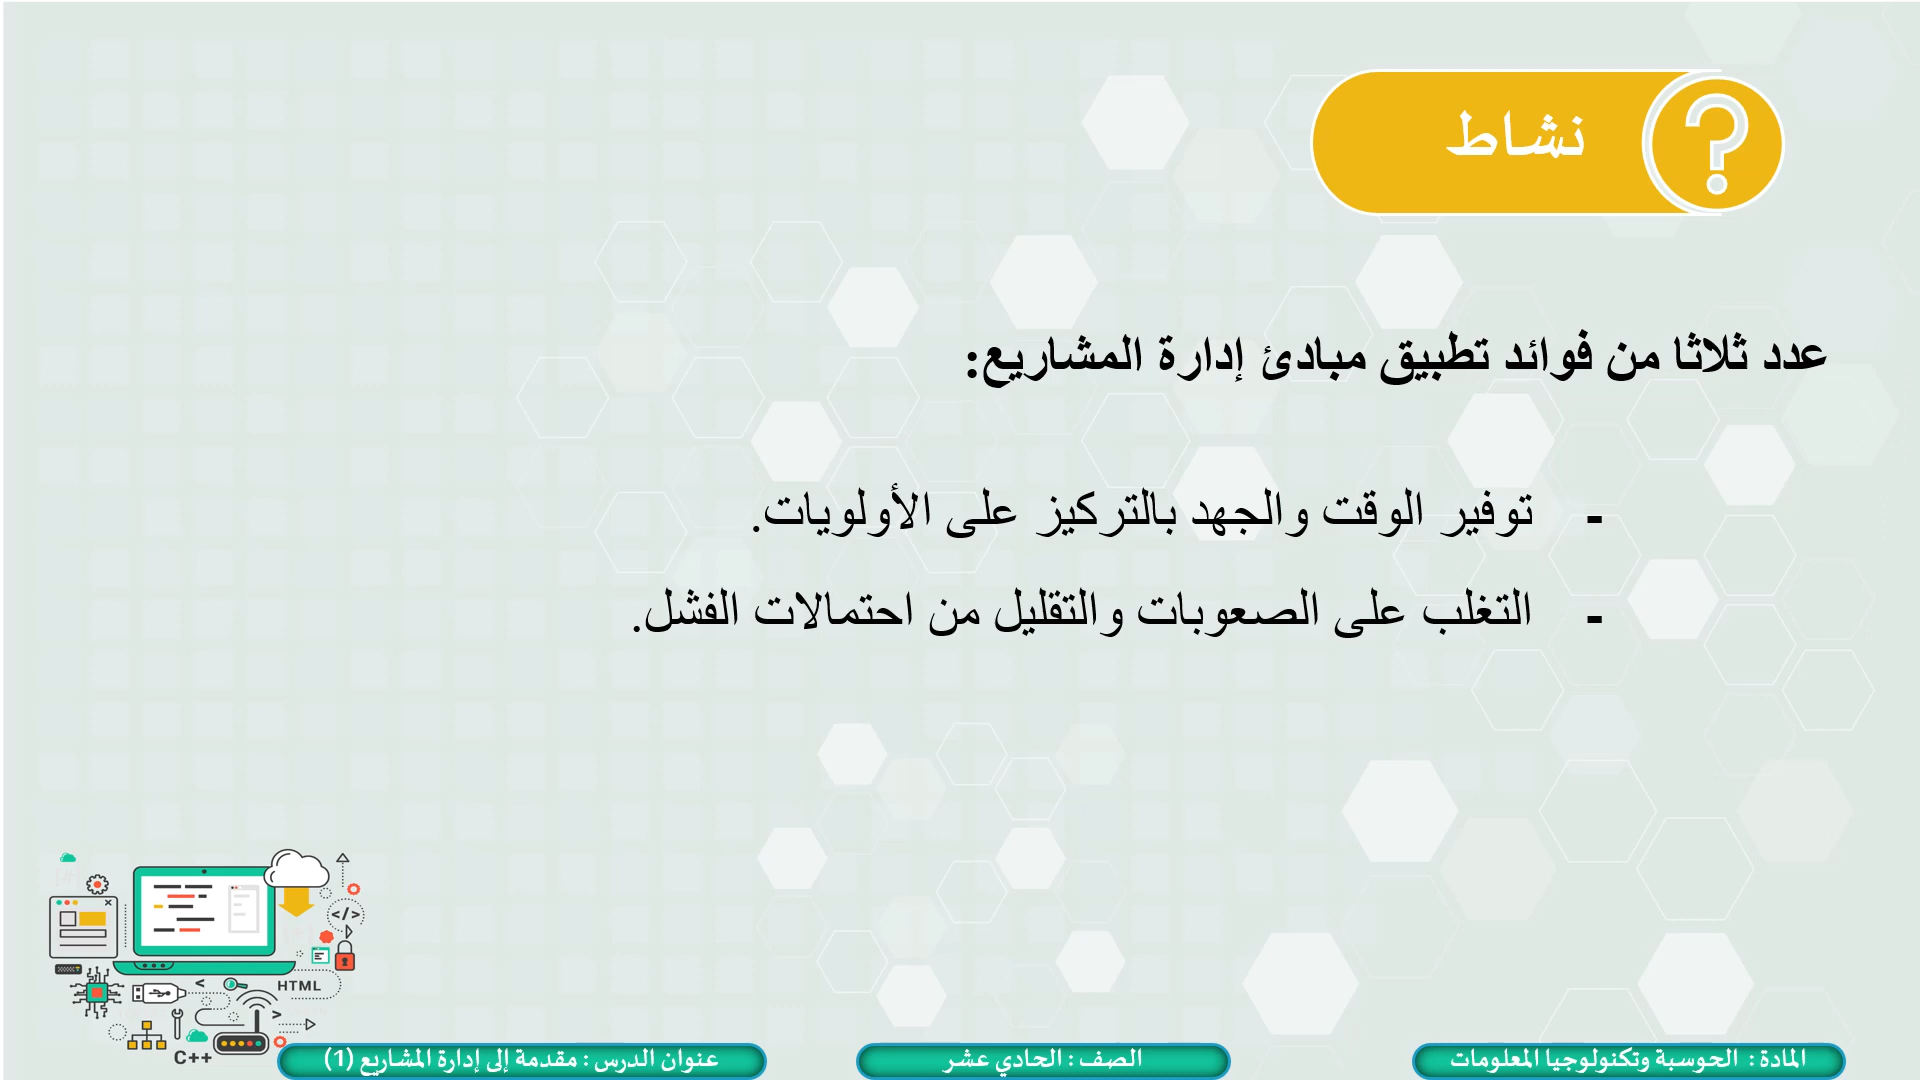 نشاط
عدد ثلاثا من فوائد تطبيق مبادئ إدارة المشاريع:
- توفير الوقت والجهد بالتركيز على الأولويات.
- التغلب على الصعوبات والتقليل من احتمالات الفشل.
</>
HTML
C++
المادة : الحوسبة وتكنولوجيا المعلومات
الصف : الحادي عشر
عنوان الدرس : مقدمة إلى إدارة المشاريع (1)